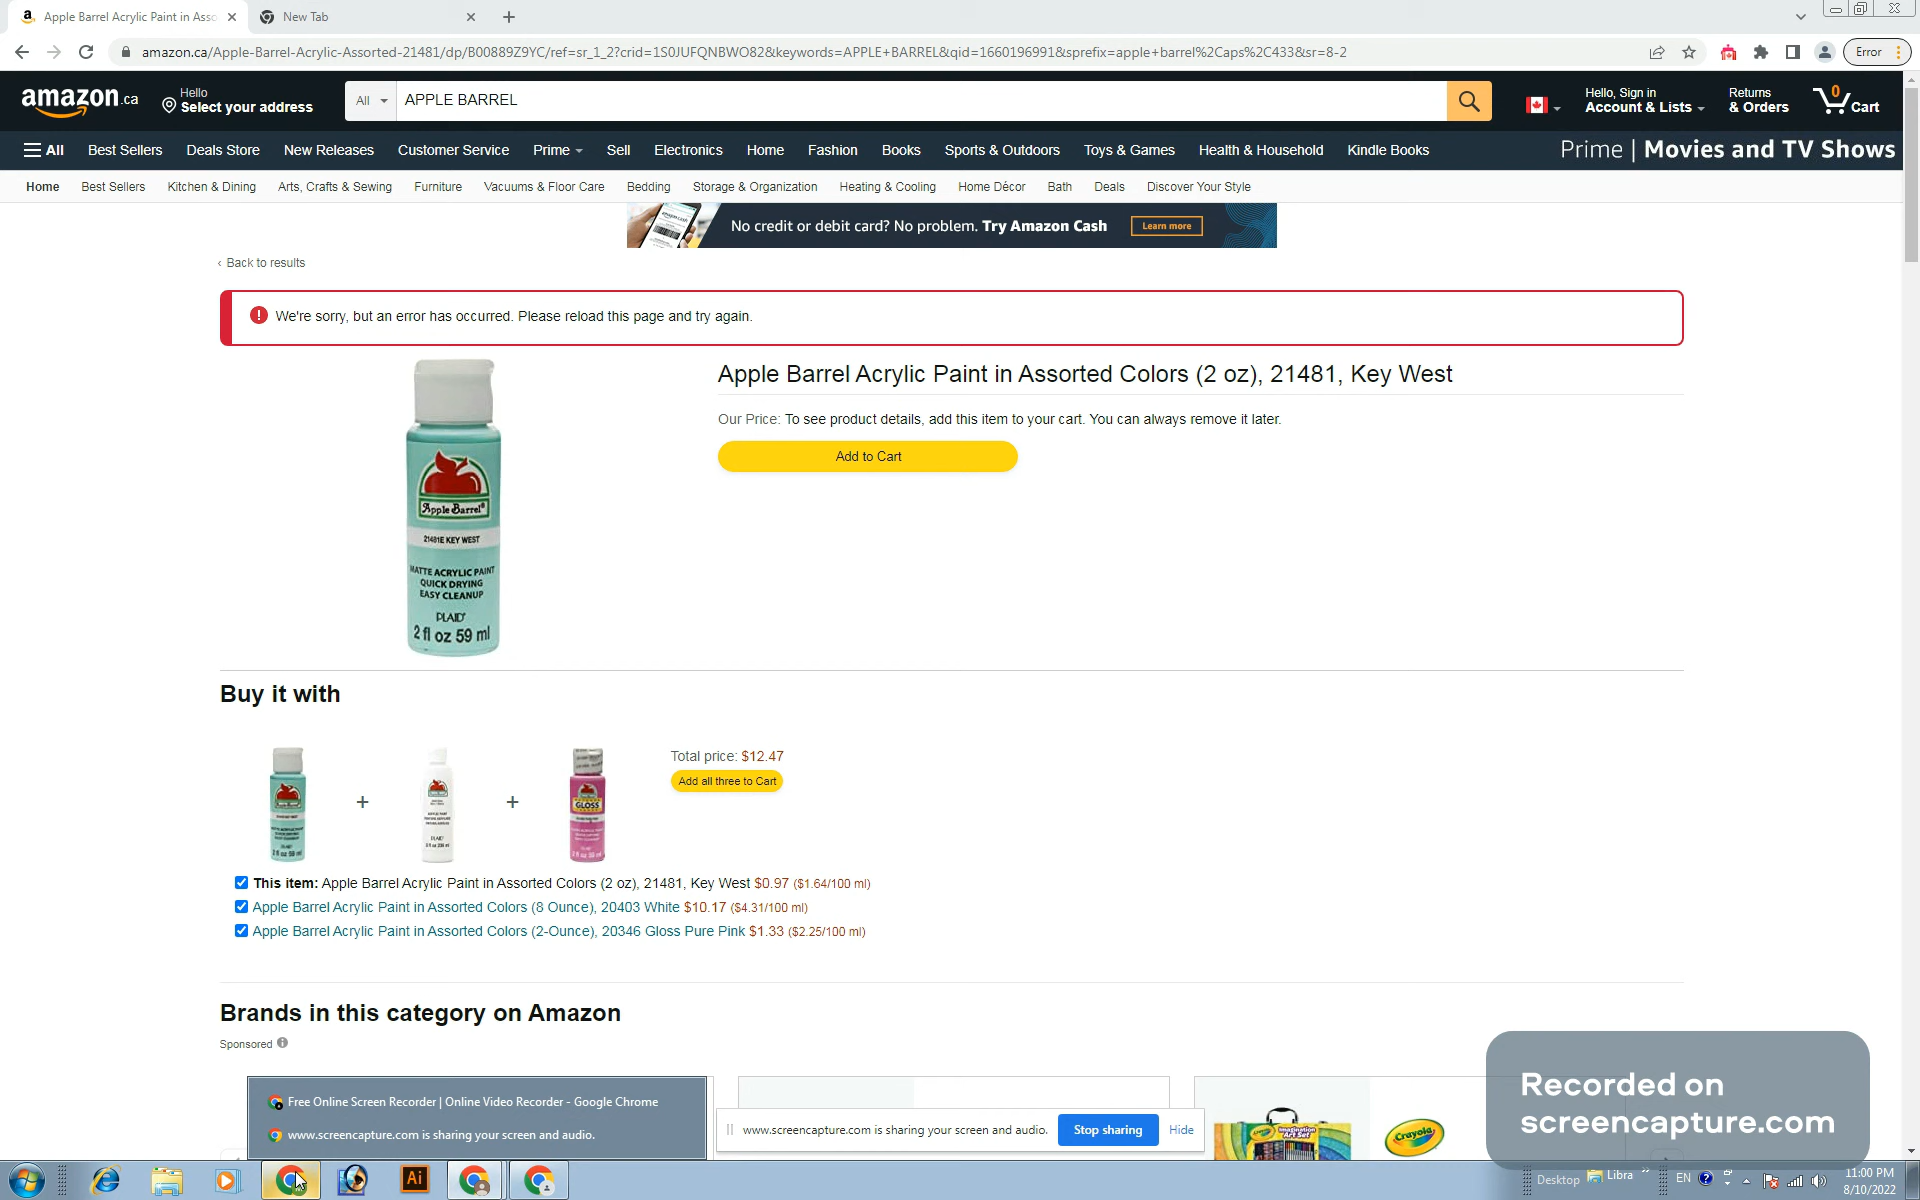 Apple Barrel Acrylic Paint in Asso
New Tab
amazon.ca/Apple-Barrel-Acrylic-Assorted-21481/dp/B00889Z9YC/ref=sr_1_2?crid=1S0JUFQNBWO82&keywords=APPLE+BARREL&qid=1660196991&sprefix=apple+barrel%2Caps%2C433&sr=8-2
Error
amazon.ca
Hello
Select your address
All
APPLE BARREL
Hello, Sign in
Account & Lists
Returns
& Orders
0
Cart
All Best Sellers Deals Store New Releases Customer Service Prime Sell Electronics Home Fashion Books Sports & Outdoors Toys & Games Health & Household Kindle Books
Prime | Movies and TV Shows
Home Best Sellers Kitchen & Dining Arts, Crafts & Sewing Furniture Vacuums & Floor Care Bedding Storage & Organization Heating & Cooling Home Décor Bath Deals Discover Your Style
No credit or debit card? No problem. Try Amazon Cash
Learn more
‹ Back to results
We're sorry, but an error has occurred. Please reload this page and try again.
Apple Barrel
21481E KEY WEST
MATTE ACRYLIC PAINT
QUICK DRYING
EASY CLEANUP
PLAID
2 fl oz 59 ml
Apple Barrel Acrylic Paint in Assorted Colors (2 oz), 21481, Key West
Our Price: To see product details, add this item to your cart. You can always remove it later.
Add to Cart
Buy it with
+
+
GLOSS
Total price: $12.47
Add all three to Cart
This item: Apple Barrel Acrylic Paint in Assorted Colors (2 oz), 21481, Key West $0.97 ($1.64/100 ml)
Apple Barrel Acrylic Paint in Assorted Colors (8 Ounce), 20403 White $10.17 ($4.31/100 ml)
Apple Barrel Acrylic Paint in Assorted Colors (2-Ounce), 20346 Gloss Pure Pink $1.33 ($2.25/100 ml)
Brands in this category on Amazon
Sponsored
Free Online Screen Recorder | Online Video Recorder - Google Chrome
www.screencapture.com is sharing your screen and audio.
www.screencapture.com is sharing your screen and audio.
Stop sharing
Hide
Imagination
Art Set
Crayola
Recorded on
screencapture.com
Ai
Desktop
Libra
EN
11:00 PM
8/10/2022